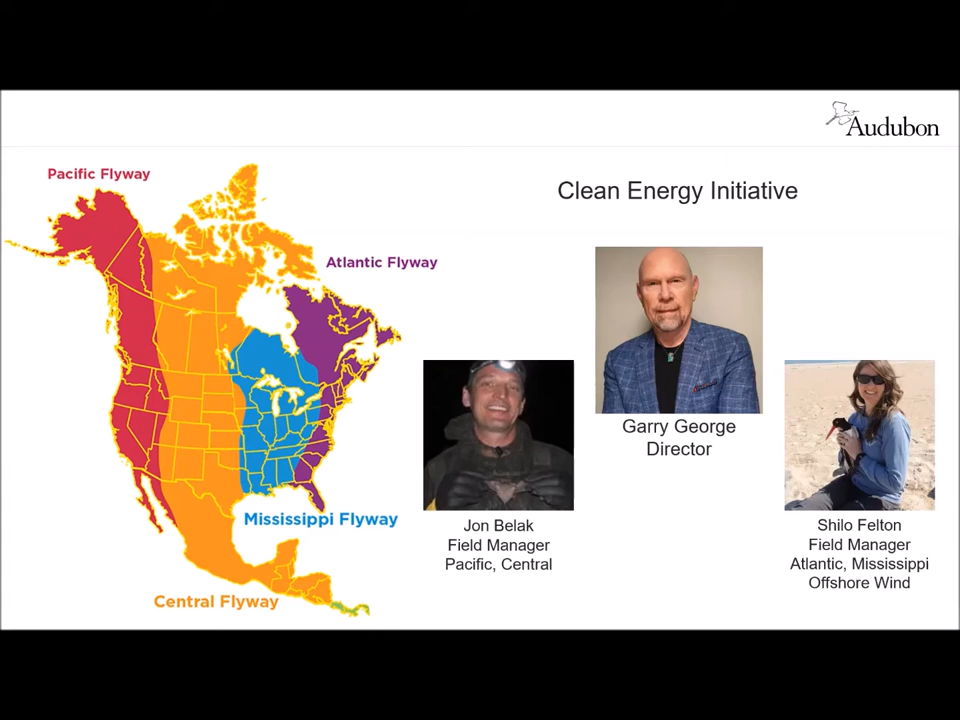 Audubon
Pacific Flyway
Clean Energy Initiative
Atlantic Flyway
Garry George
Director
Mississippi Flyway
Jon Belak
Field Manager
Pacific, Central
Shilo Felton
Field Manager
Atlantic, Mississippi
Offshore Wind
Central Flyway